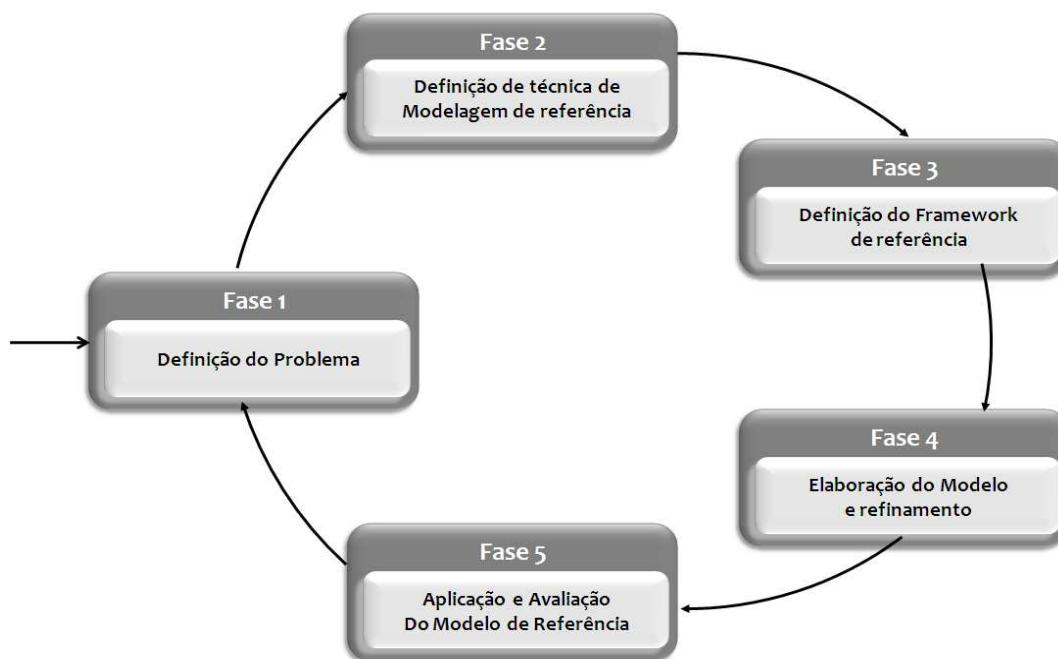 Fase 1
Definição do Problema
Fase 2
Definição de técnica de
Modelagem de referência
Fase 3
Definição do Framework
de referência
Fase 4
Elaboração do Modelo
e refinamento
Fase 5
Aplicação e Avaliação
Do Modelo de Referência